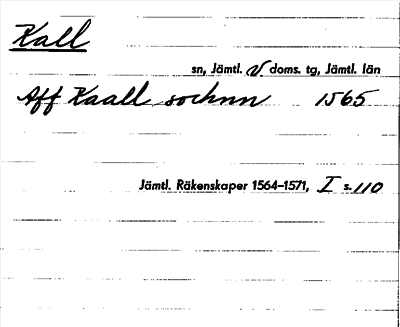 Kall
sn, Jämtl. V doms. tg, Jämtl. län
Aff Kaall sochnn 1565
Jämtl. Räkenskaper 1564–1571, I s. 110